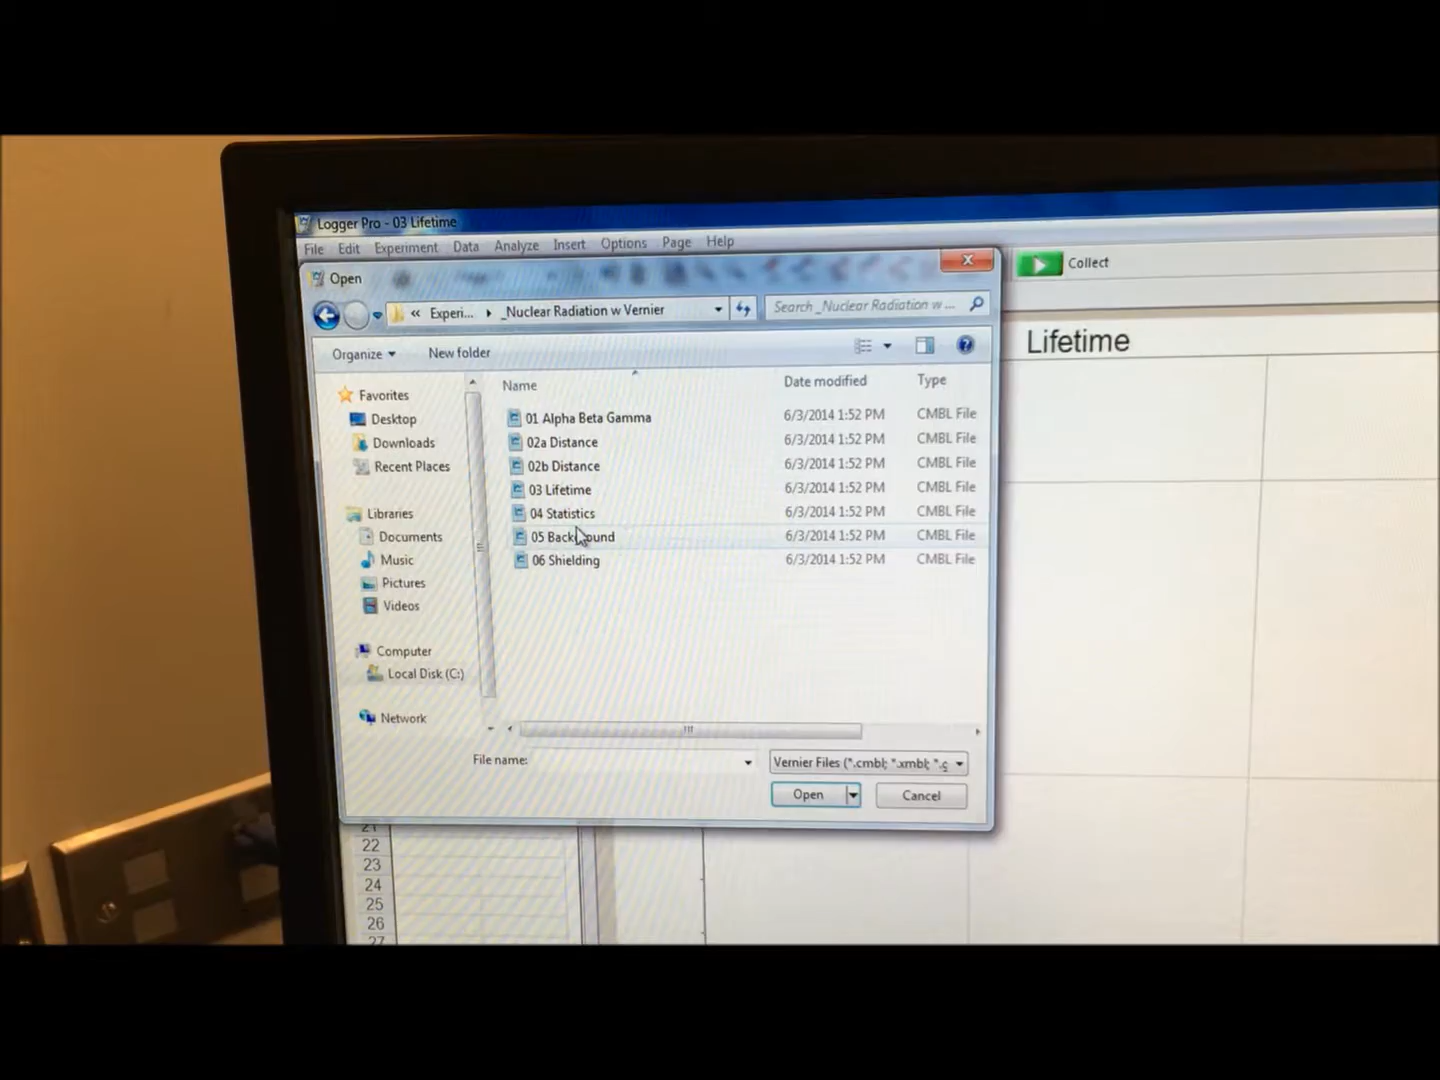 Logger Pro - 03 Lifetime
File Edit Experiment Data Analyze Insert Options Page Help
Open
Collect
« Experi... ▸ _Nuclear Radiation w Vernier
Search _Nuclear Radiation w ...
Organize
New folder
Lifetime
Favorites
Desktop
Downloads
Recent Places
Libraries
Documents
Music
Pictures
Videos
Computer
Local Disk (C:)
Network
Name Date modified Type
01 Alpha Beta Gamma 6/3/2014 1:52 PM CMBL File
02a Distance 6/3/2014 1:52 PM CMBL File
02b Distance 6/3/2014 1:52 PM CMBL File
03 Lifetime 6/3/2014 1:52 PM CMBL File
04 Statistics 6/3/2014 1:52 PM CMBL File
05 Background 6/3/2014 1:52 PM CMBL File
06 Shielding 6/3/2014 1:52 PM CMBL File
File name:
Vernier Files (*.cmbl; *.xmbl; *.g
Open Cancel
21
22
23
24
25
26
27